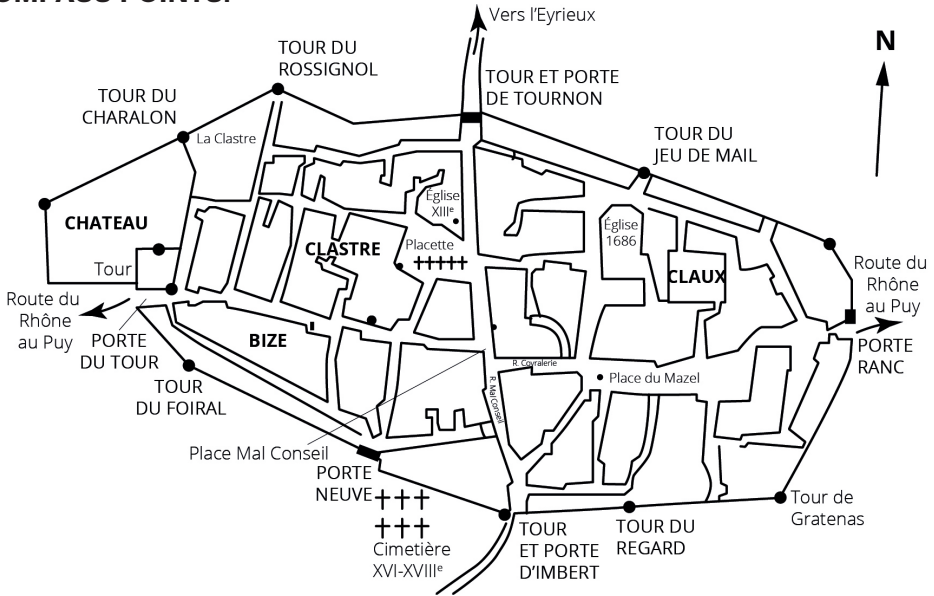 Vers l'Eyrieux
N
TOUR DU
ROSSIGNOL
TOUR ET PORTE
DE TOURNON
TOUR DU
CHARALON
La Clastre
TOUR DU
JEU DE MAIL
Église
XIIIᵉ
CHATEAU
CLASTRE
Placette
Église
1686
CLAUX
Tour
Route du
Rhône
au Puy
Route du
Rhône
au Puy
PORTE
DU TOUR
BIZE
PORTE
RANC
TOUR
DU FOIRAL
R. Covralerie
R. Mal Conseil
Place du Mazel
Place Mal Conseil
PORTE
NEUVE
Cimetière
XVI-XVIIIᵉ
TOUR
ET PORTE
D'IMBERT
TOUR DU
REGARD
Tour de
Gratenas